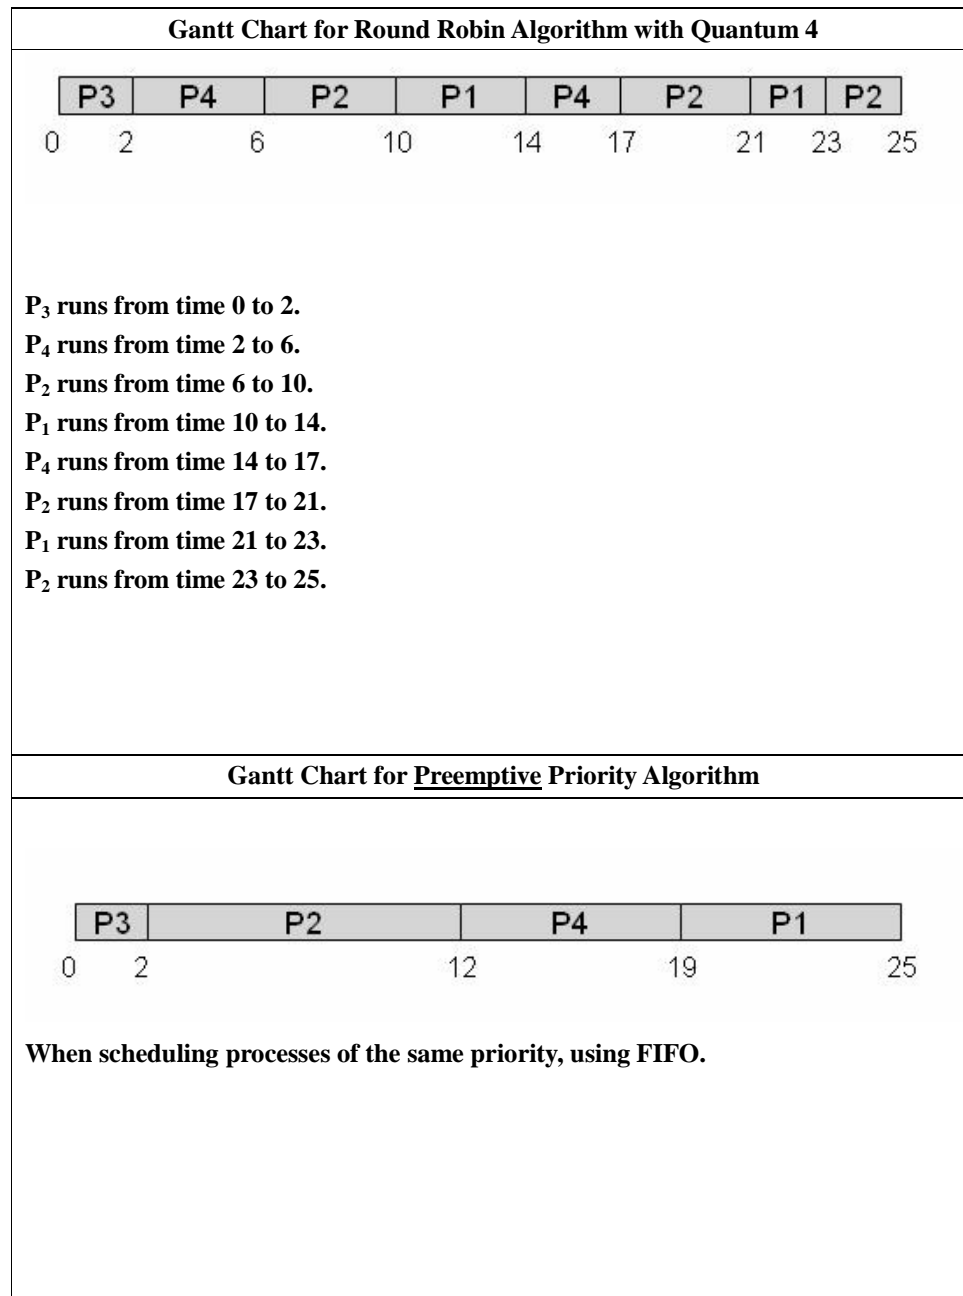 Gantt Chart for Round Robin Algorithm with Quantum 4
P3 P4 P2 P1 P4 P2 P1 P2
0 2 6 10 14 17 21 23 25
P₃ runs from time 0 to 2.
P₄ runs from time 2 to 6.
P₂ runs from time 6 to 10.
P₁ runs from time 10 to 14.
P₄ runs from time 14 to 17.
P₂ runs from time 17 to 21.
P₁ runs from time 21 to 23.
P₂ runs from time 23 to 25.
Gantt Chart for Preemptive Priority Algorithm
P3 P2 P4 P1
0 2 12 19 25
When scheduling processes of the same priority, using FIFO.